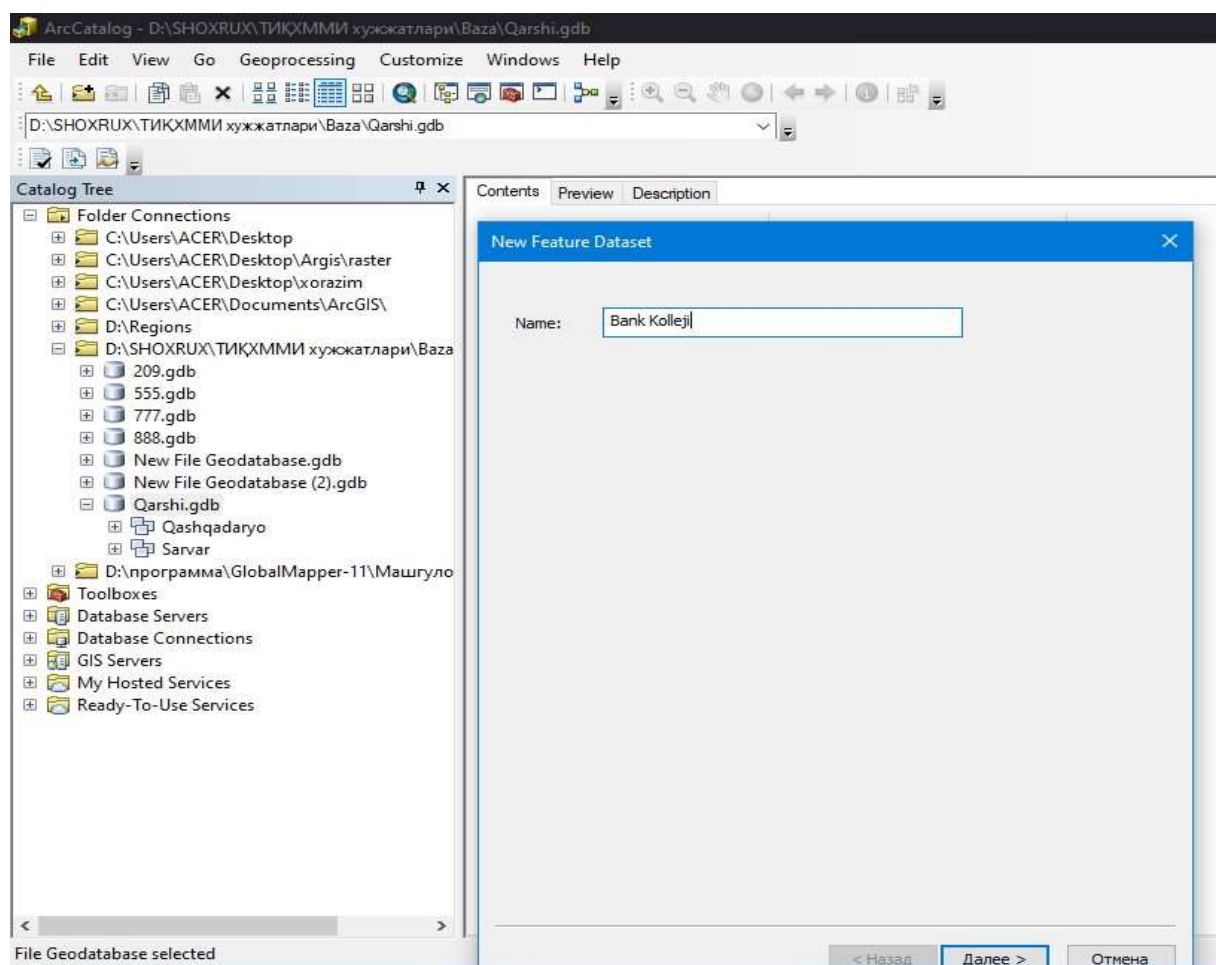 ArcCatalog - D:\SHOXRUX\ТИҚХММИ хужжатлари\Baza\Qarshi.gdb
File Edit View Go Geoprocessing Customize Windows Help
D:\SHOXRUX\ТИҚХММИ хужжатлари\Baza\Qarshi.gdb
Catalog Tree
Contents Preview Description
Folder Connections
C:\Users\ACER\Desktop
C:\Users\ACER\Desktop\Argis\raster
C:\Users\ACER\Desktop\xorazim
C:\Users\ACER\Documents\ArcGIS\
D:\Regions
D:\SHOXRUX\ТИҚХММИ хужжатлари\Baza
209.gdb
555.gdb
777.gdb
888.gdb
New File Geodatabase.gdb
New File Geodatabase (2).gdb
Qarshi.gdb
Qashqadaryo
Sarvar
D:\программа\GlobalMapper-11\Машгуло
Toolboxes
Database Servers
Database Connections
GIS Servers
My Hosted Services
Ready-To-Use Services
New Feature Dataset
Name: Bank Kolleji
< Назад Далее > Отмена
File Geodatabase selected